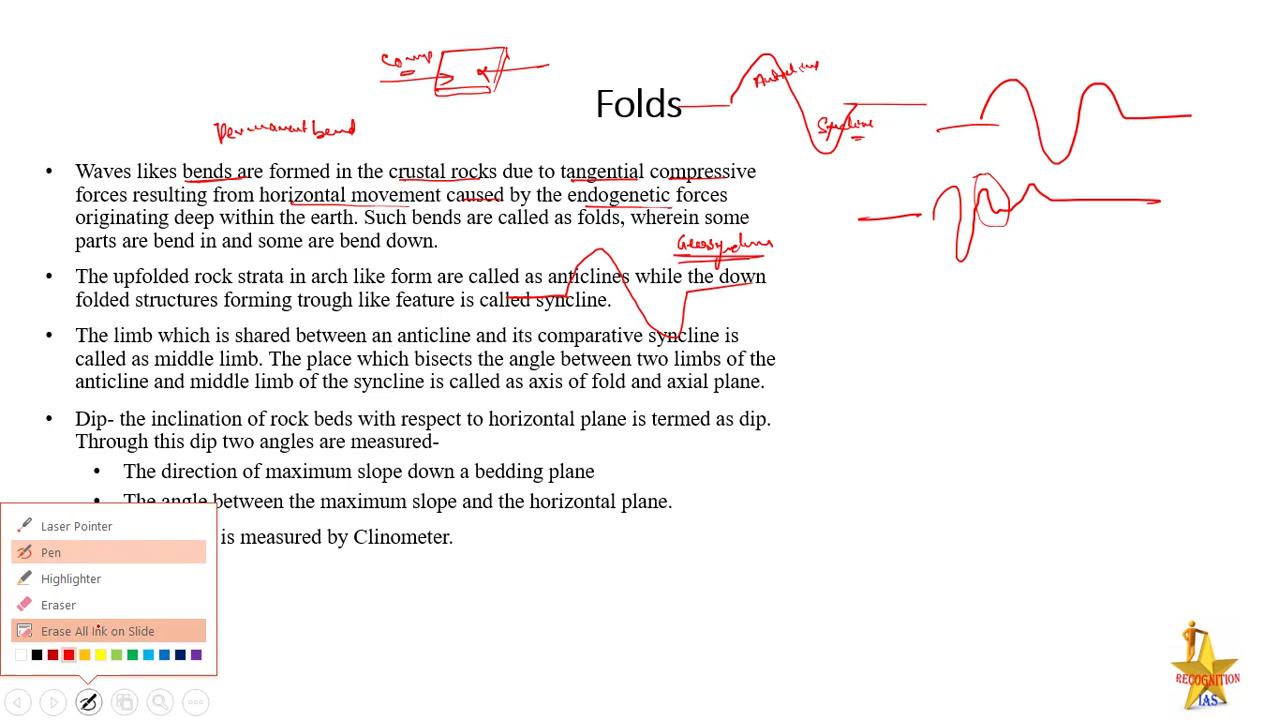 Comp
Folds
Anticline
Syncline
Permanant bend
• Waves likes bends are formed in the crustal rocks due to tangential compressive
forces resulting from horizontal movement caused by the endogenetic forces
originating deep within the earth. Such bends are called as folds, wherein some
parts are bend in and some are bend down.
• The upfolded rock strata in arch like form are called as anticlines while the down
folded structures forming trough like feature is called syncline.
• The limb which is shared between an anticline and its comparative syncline is
called as middle limb. The place which bisects the angle between two limbs of the
anticline and middle limb of the syncline is called as axis of fold and axial plane.
• Dip- the inclination of rock beds with respect to horizontal plane is termed as dip.
Through this dip two angles are measured-
• The direction of maximum slope down a bedding plane
• The angle between the maximum slope and the horizontal plane.
is measured by Clinometer.
Laser Pointer
Pen
Highlighter
Eraser
Erase All Ink on Slide
RECOGNITION
IAS